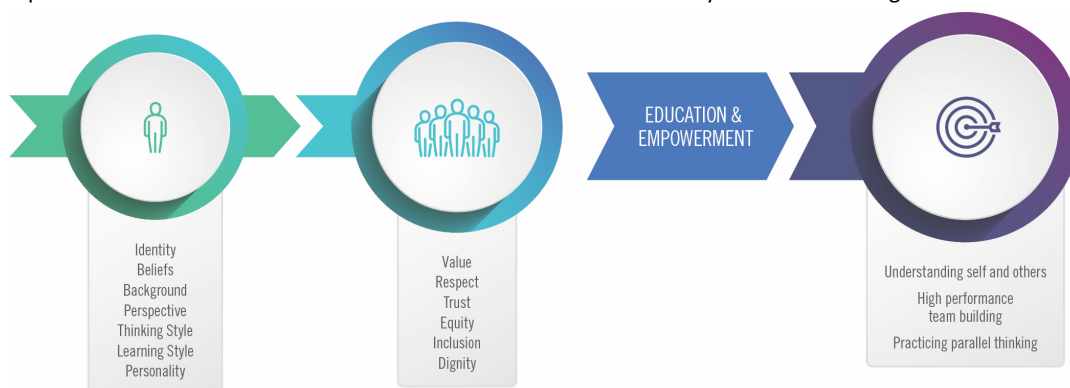 EDUCATION &
EMPOWERMENT
Identity
Beliefs
Background
Perspective
Thinking Style
Learning Style
Personality
Value
Respect
Trust
Equity
Inclusion
Dignity
Understanding self and others
High performance
team building
Practicing parallel thinking